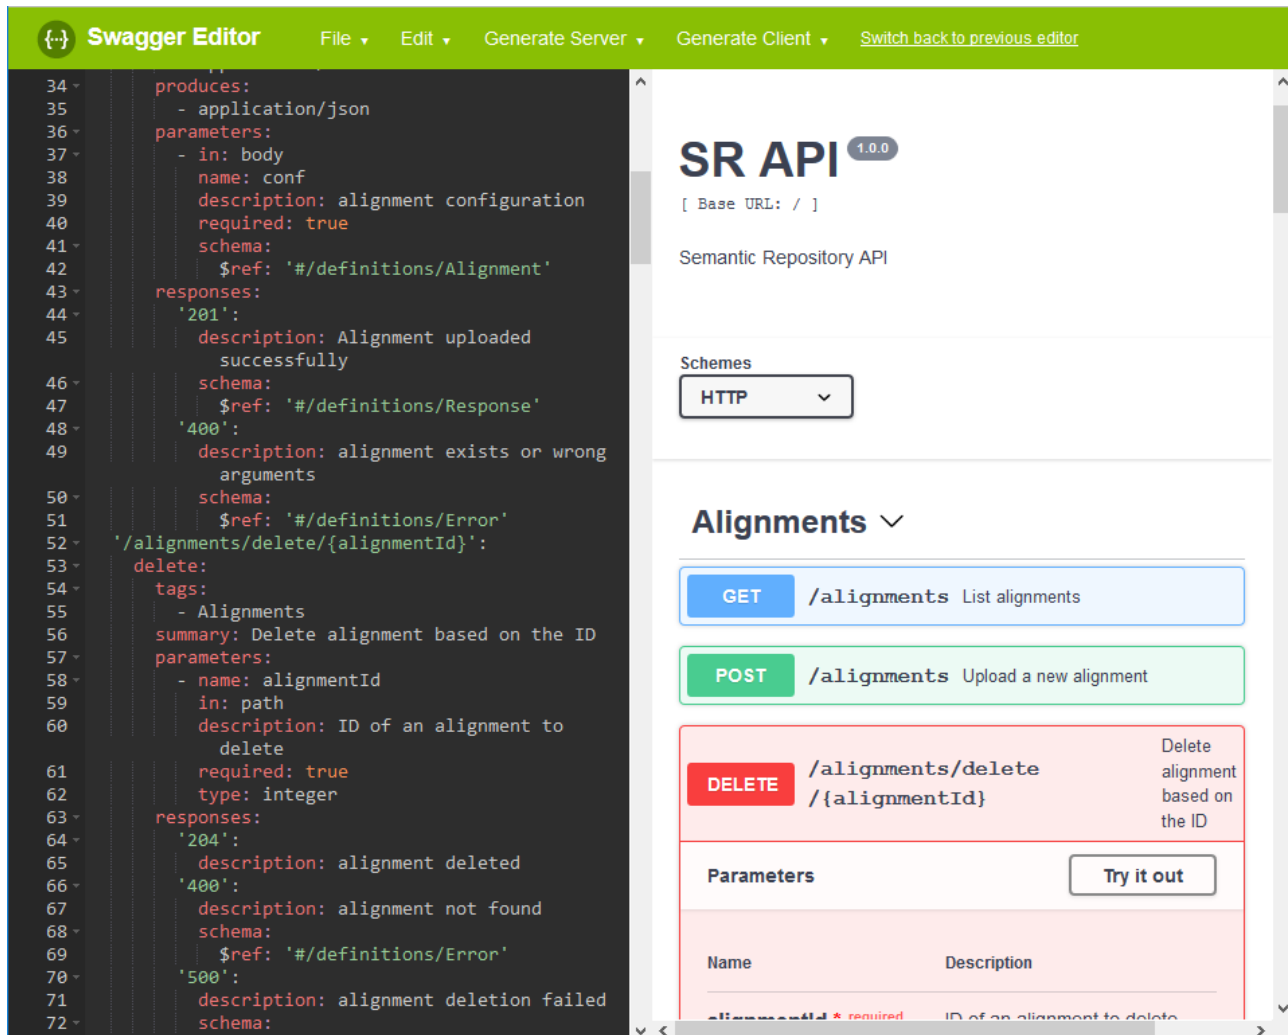 {···} Swagger Editor File Edit Generate Server Generate Client Switch back to previous editor
34 produces:
35 - application/json
36 parameters:
37 - in: body
38 name: conf
39 description: alignment configuration
40 required: true
41 schema:
42 $ref: '#/definitions/Alignment'
43 responses:
44 '201':
45 description: Alignment uploaded
successfully
46 schema:
47 $ref: '#/definitions/Response'
48 '400':
49 description: alignment exists or wrong
arguments
50 schema:
51 $ref: '#/definitions/Error'
52 '/alignments/delete/{alignmentId}':
53 delete:
54 tags:
55 - Alignments
56 summary: Delete alignment based on the ID
57 parameters:
58 - name: alignmentId
59 in: path
60 description: ID of an alignment to
delete
61 required: true
62 type: integer
63 responses:
64 '204':
65 description: alignment deleted
66 '400':
67 description: alignment not found
68 schema:
69 $ref: '#/definitions/Error'
70 '500':
71 description: alignment deletion failed
72 schema:
SR API 1.0.0
[ Base URL: / ]
Semantic Repository API
Schemes
HTTP
Alignments
GET /alignments List alignments
POST /alignments Upload a new alignment
DELETE /alignments/delete
/{alignmentId}
Delete
alignment
based on
the ID
Parameters Try it out
Name Description
alignmentId * required ID of an alignment to delete